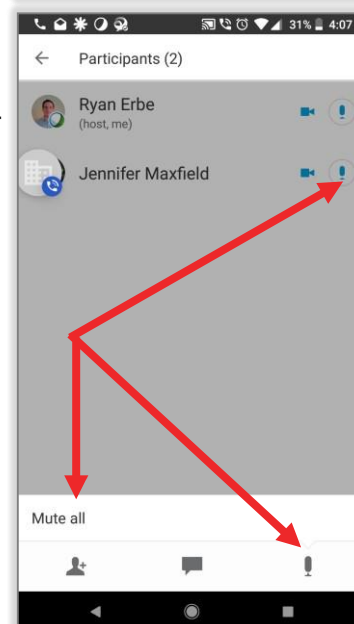 31% 4:07
Participants (2)
Ryan Erbe
(host, me)
Jennifer Maxfield
Mute all